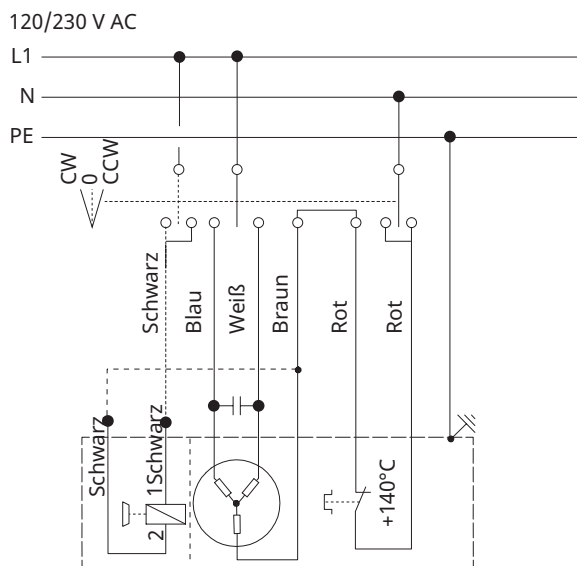 120/230 V AC
L1
N
PE
CW
0
CCW
Schwarz
Blau
Weiß
Braun
Rot
Rot
Schwarz
1Schwarz
2
+140°C